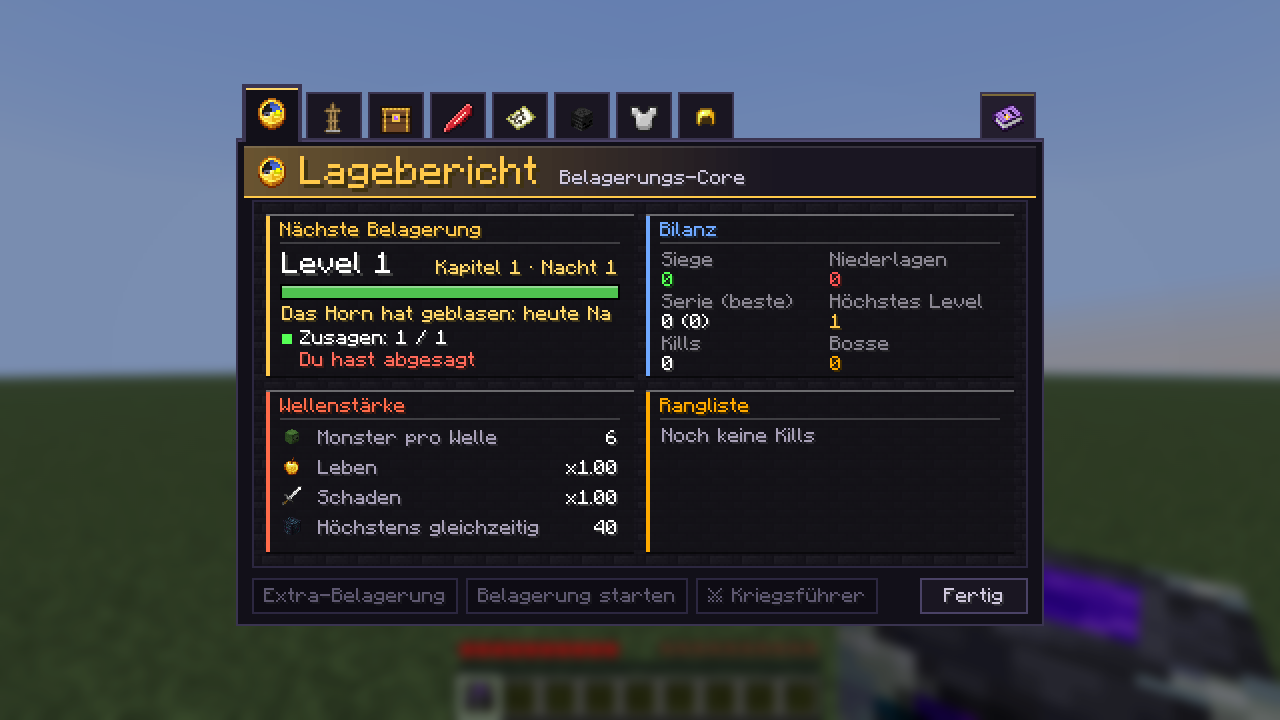 Lagebericht Belagerungs-Core
Nächste Belagerung
Level 1 Kapitel 1 · Nacht 1
Das Horn hat geblasen: heute Na
Zusagen: 1 / 1
Du hast abgesagt
Bilanz
Siege Niederlagen
0 0
Serie (beste) Höchstes Level
0 (0) 1
Kills Bosse
0 0
Wellenstärke
Monster pro Welle 6
Leben x1.00
Schaden x1.00
Höchstens gleichzeitig 40
Rangliste
Noch keine Kills
Extra-Belagerung Belagerung starten ⚔ Kriegsführer Fertig